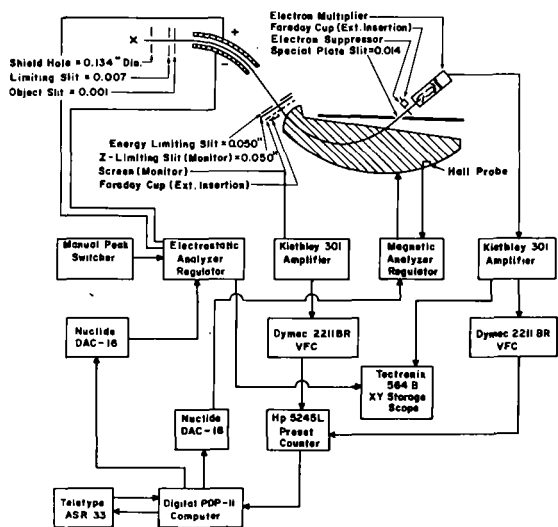 Electron Multiplier
Faraday Cup (Ext. Insertion)
Electron Suppressor
Special Plate Slit=0.014
+
X
-
Shield Hole = 0.134" Dia.
Limiting Slit = 0.007
Object Slit = 0.001
Energy Limiting Slit = 0.050"
Z-Limiting Slit (Monitor) = 0.050"
Screen (Monitor)
Faraday Cup (Ext. Insertion)
Hall Probe
Manual Peak
Switcher
Electrostatic
Analyzer
Regulator
Kiethley 301
Amplifier
Magnetic
Analyzer
Regulator
Kiethley 301
Amplifier
Nuclide
DAC-16
Dymec 2211BR
VFC
Dymec 2211 BR
VFC
Tectronix
564 B
XY Storage
Scope
Nuclide
DAC-16
Hp 5245L
Preset
Counter
Teletype
ASR 33
Digital PDP-11
Computer